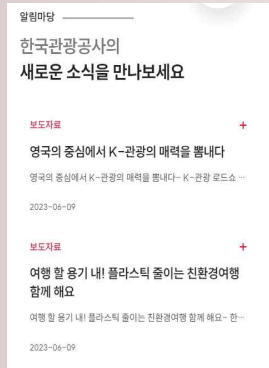 알림마당
한국관광공사의
새로운 소식을 만나보세요
보도자료 +
영국의 중심에서 K-관광의 매력을 뽐내다
영국의 중심에서 K-관광의 매력을 뽐내다- K-관광 로드쇼 ···
2023-06-09
보도자료 +
여행 할 용기 내! 플라스틱 줄이는 친환경여행
함께 해요
여행 할 용기 내! 플라스틱 줄이는 친환경여행 함께 해요- 한···
2023-06-09